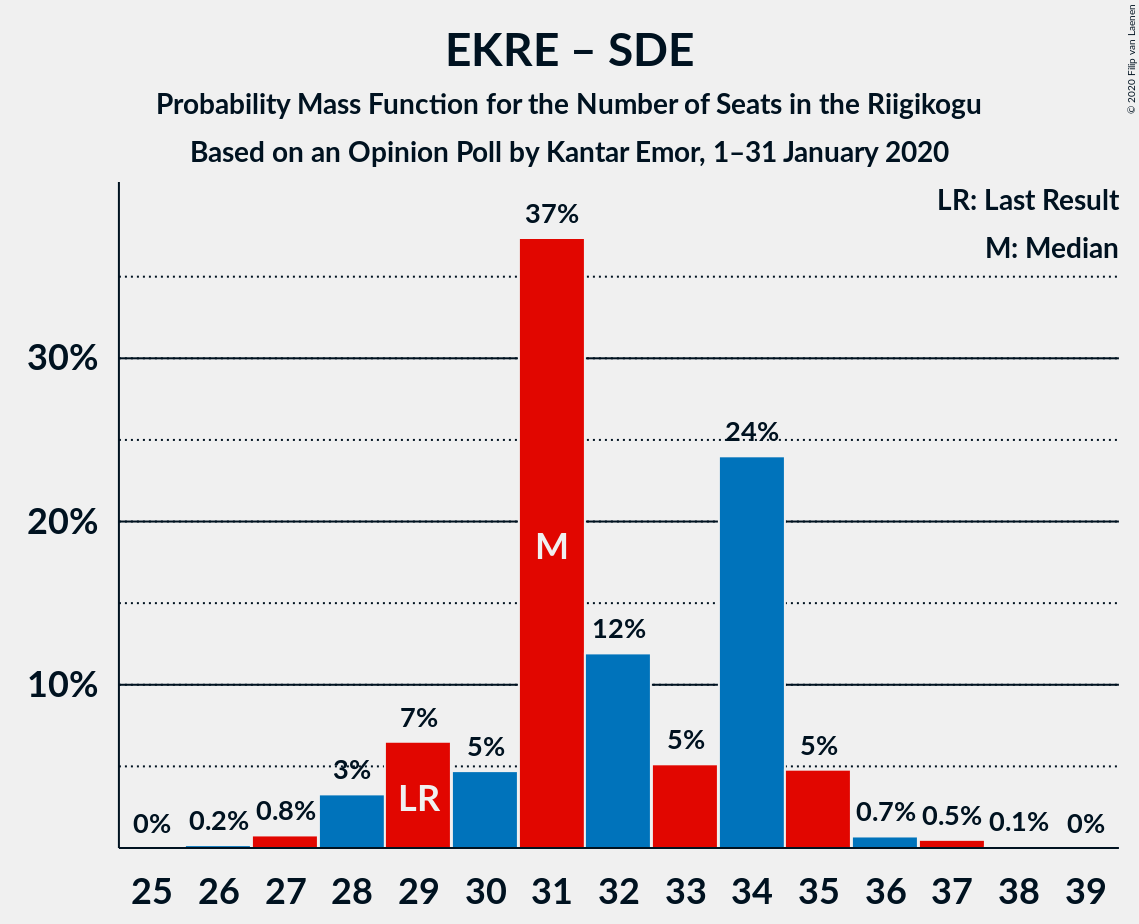 EKRE – SDE
Probability Mass Function for the Number of Seats in the Riigikogu
Based on an Opinion Poll by Kantar Emor, 1–31 January 2020
© 2020 Filip van Laenen
LR: Last Result
M: Median
37%
30%
24%
20%
M
12%
10%
7%
5%
5%
5%
3%
LR
0%
0.2%
0.8%
0.7%
0.5%
0.1%
0%
25 26 27 28 29 30 31 32 33 34 35 36 37 38 39